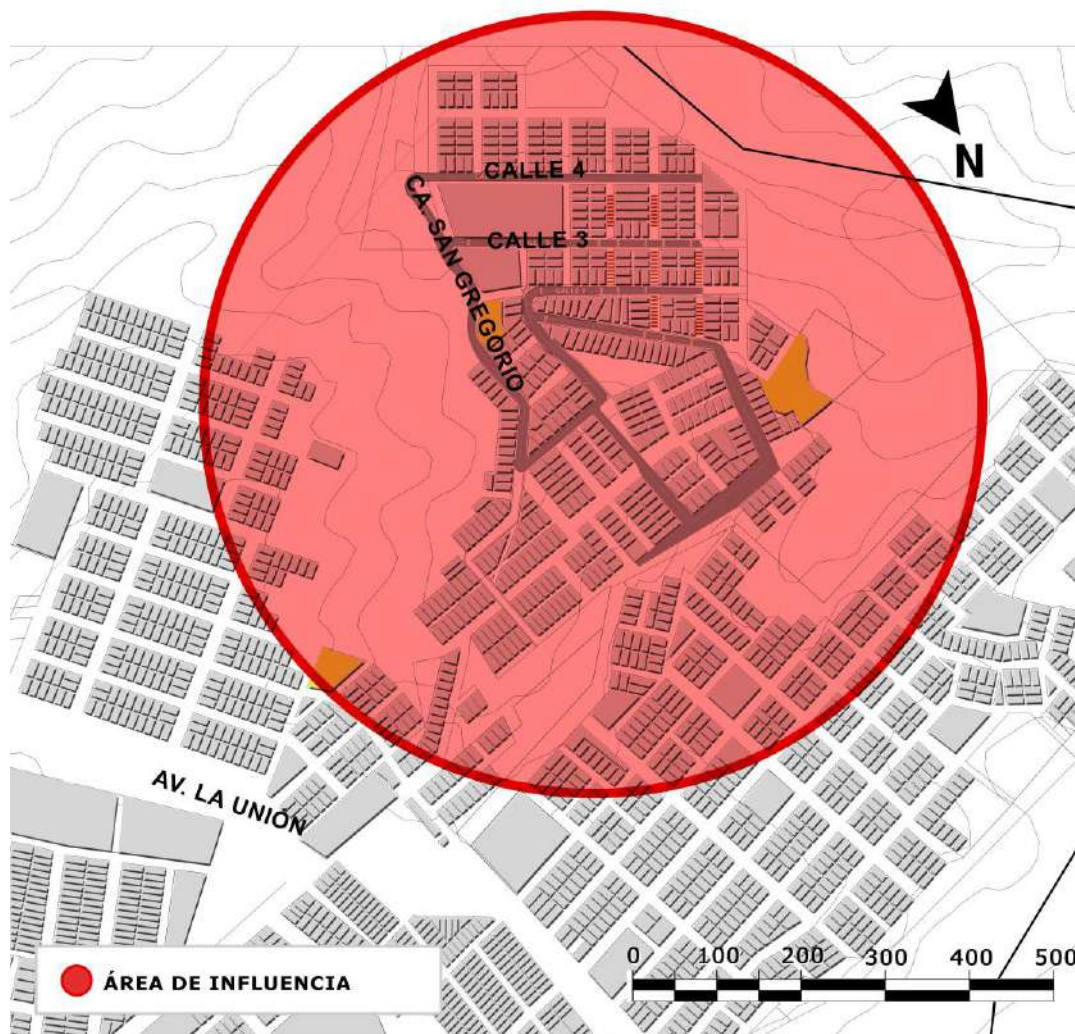 N
CALLE 4
CALLE 3
CA. SAN GREGORIO
AV. LA UNIÓN
ÁREA DE INFLUENCIA
0 100 200 300 400 500